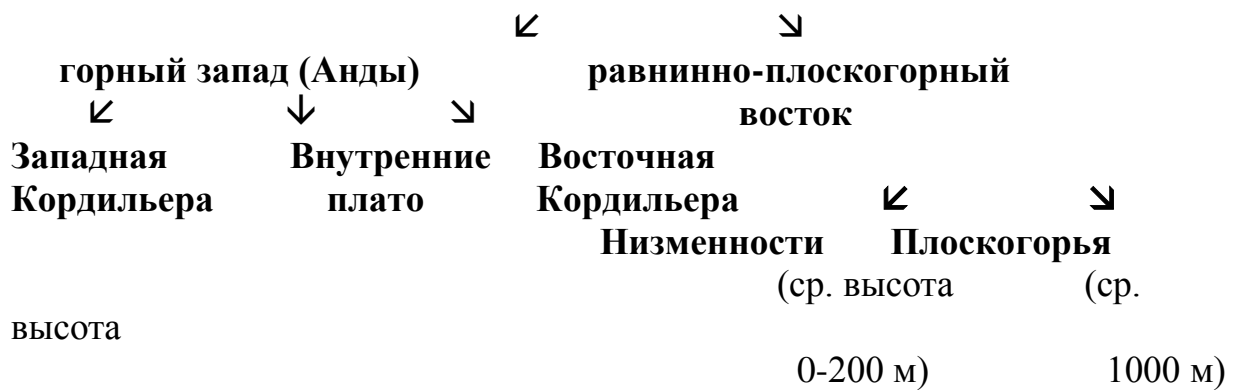 ↙ ↘
горный запад (Анды) равнинно-плоскогорный
↙ ↓ ↘ восток
Западная Внутренние Восточная
Кордильера плато Кордильера ↙ ↘
Низменности Плоскогорья
(ср. высота (ср.
высота
0-200 м) 1000 м)